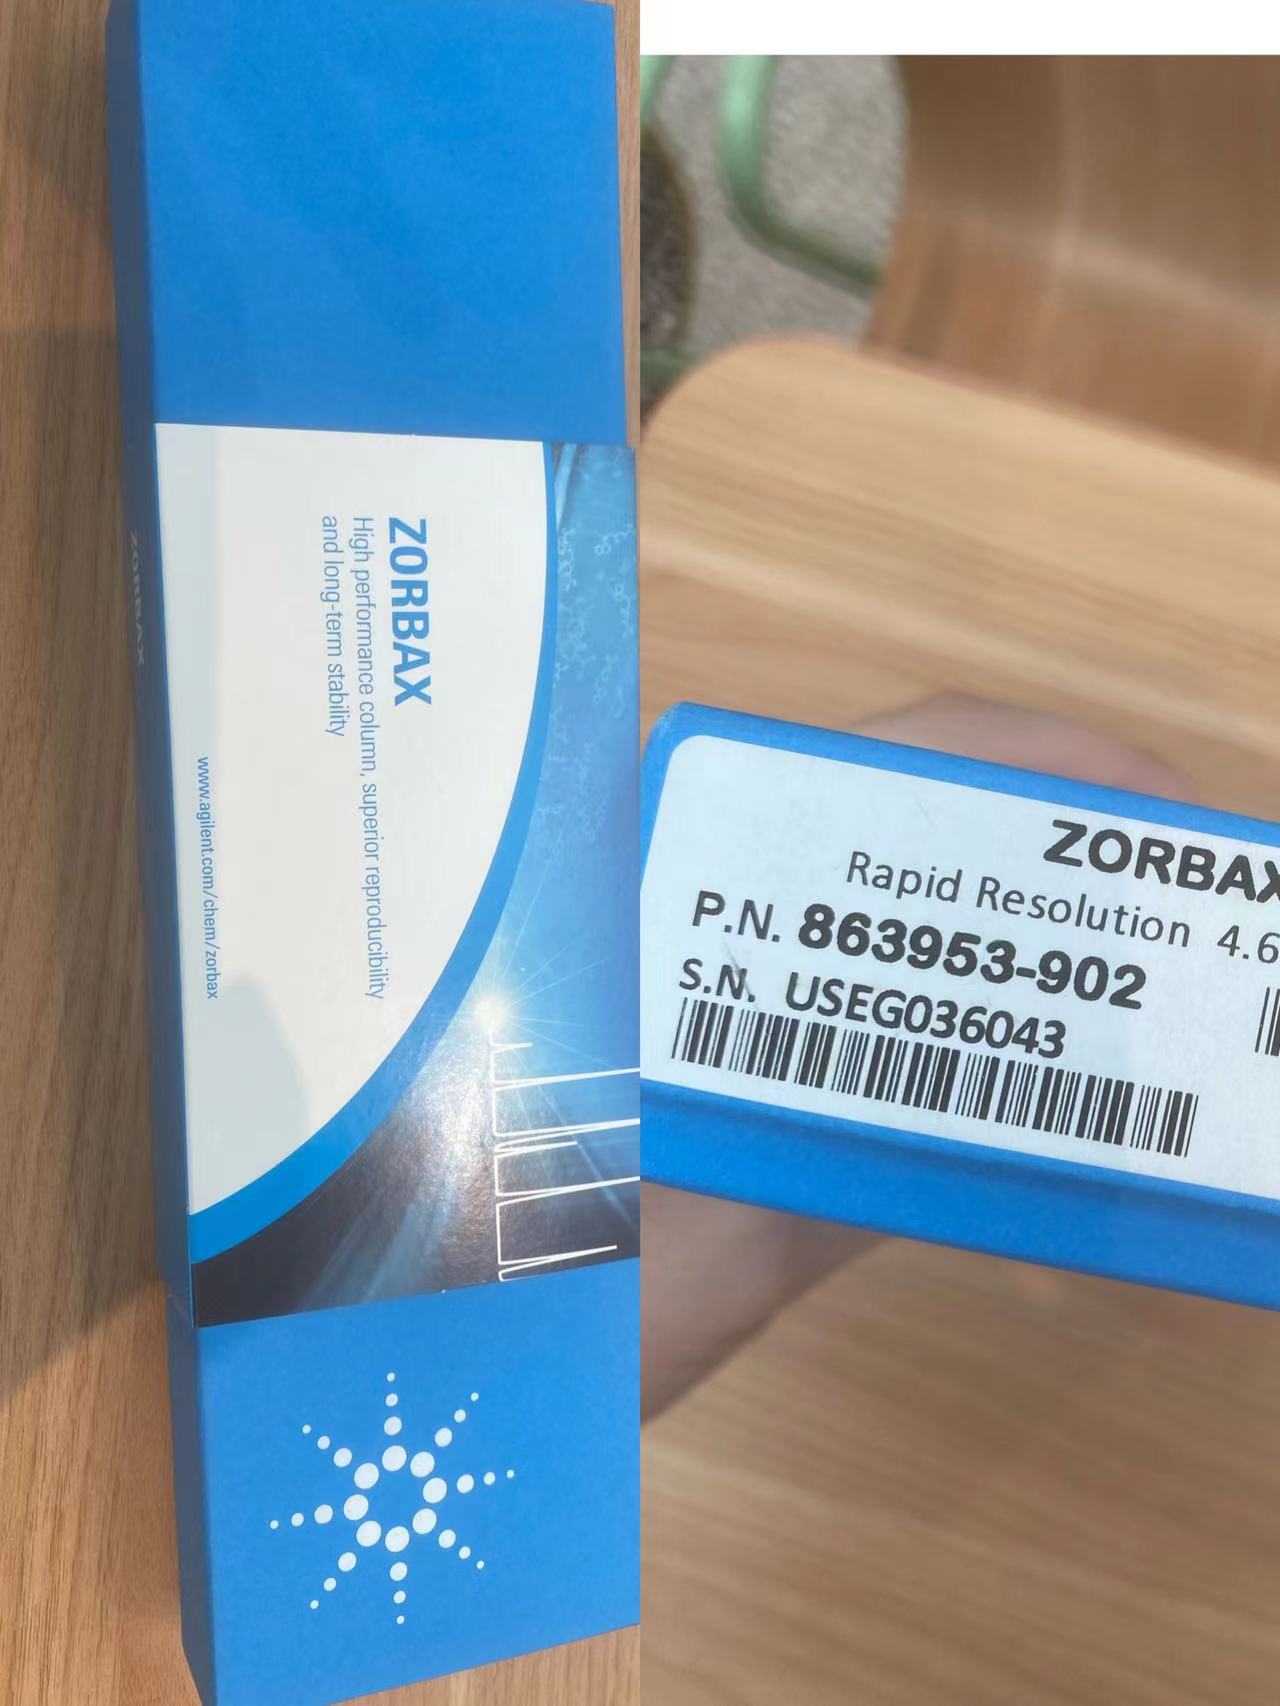 ZORBAX
High performance column, superior reproducibility
and long-term stability
www.agilent.com/chem/zorbax
ZORBAX
ZORBAX
Rapid Resolution 4.6
P.N. 863953-902
S.N. USEG036043